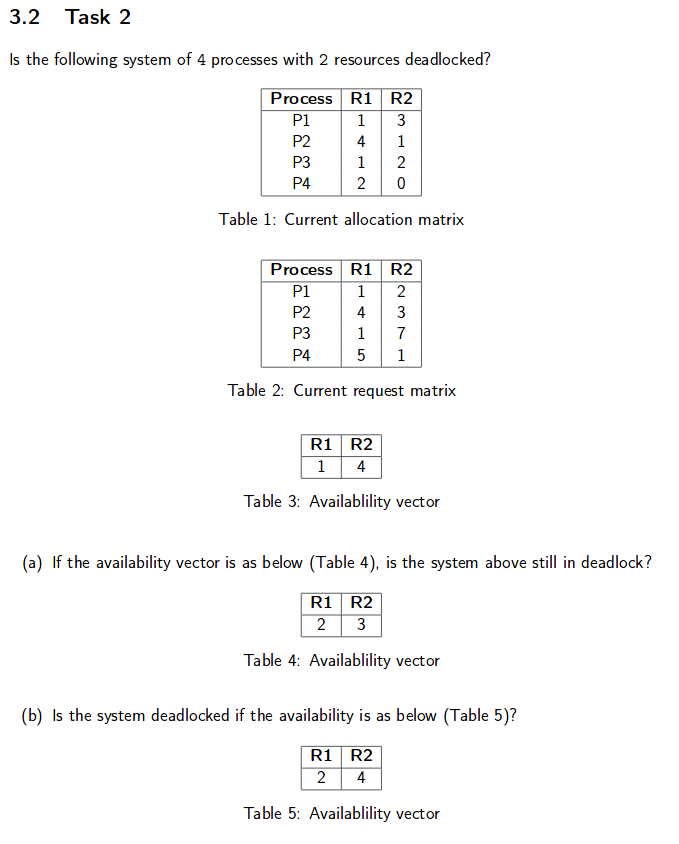 3.2 Task 2
Is the following system of 4 processes with 2 resources deadlocked?
Process R1 R2
P1 1 3
P2 4 1
P3 1 2
P4 2 0
Table 1: Current allocation matrix
Process R1 R2
P1 1 2
P2 4 3
P3 1 7
P4 5 1
Table 2: Current request matrix
R1 R2
1 4
Table 3: Availablility vector
(a) If the availability vector is as below (Table 4), is the system above still in deadlock?
R1 R2
2 3
Table 4: Availablility vector
(b) Is the system deadlocked if the availability is as below (Table 5)?
R1 R2
2 4
Table 5: Availablility vector